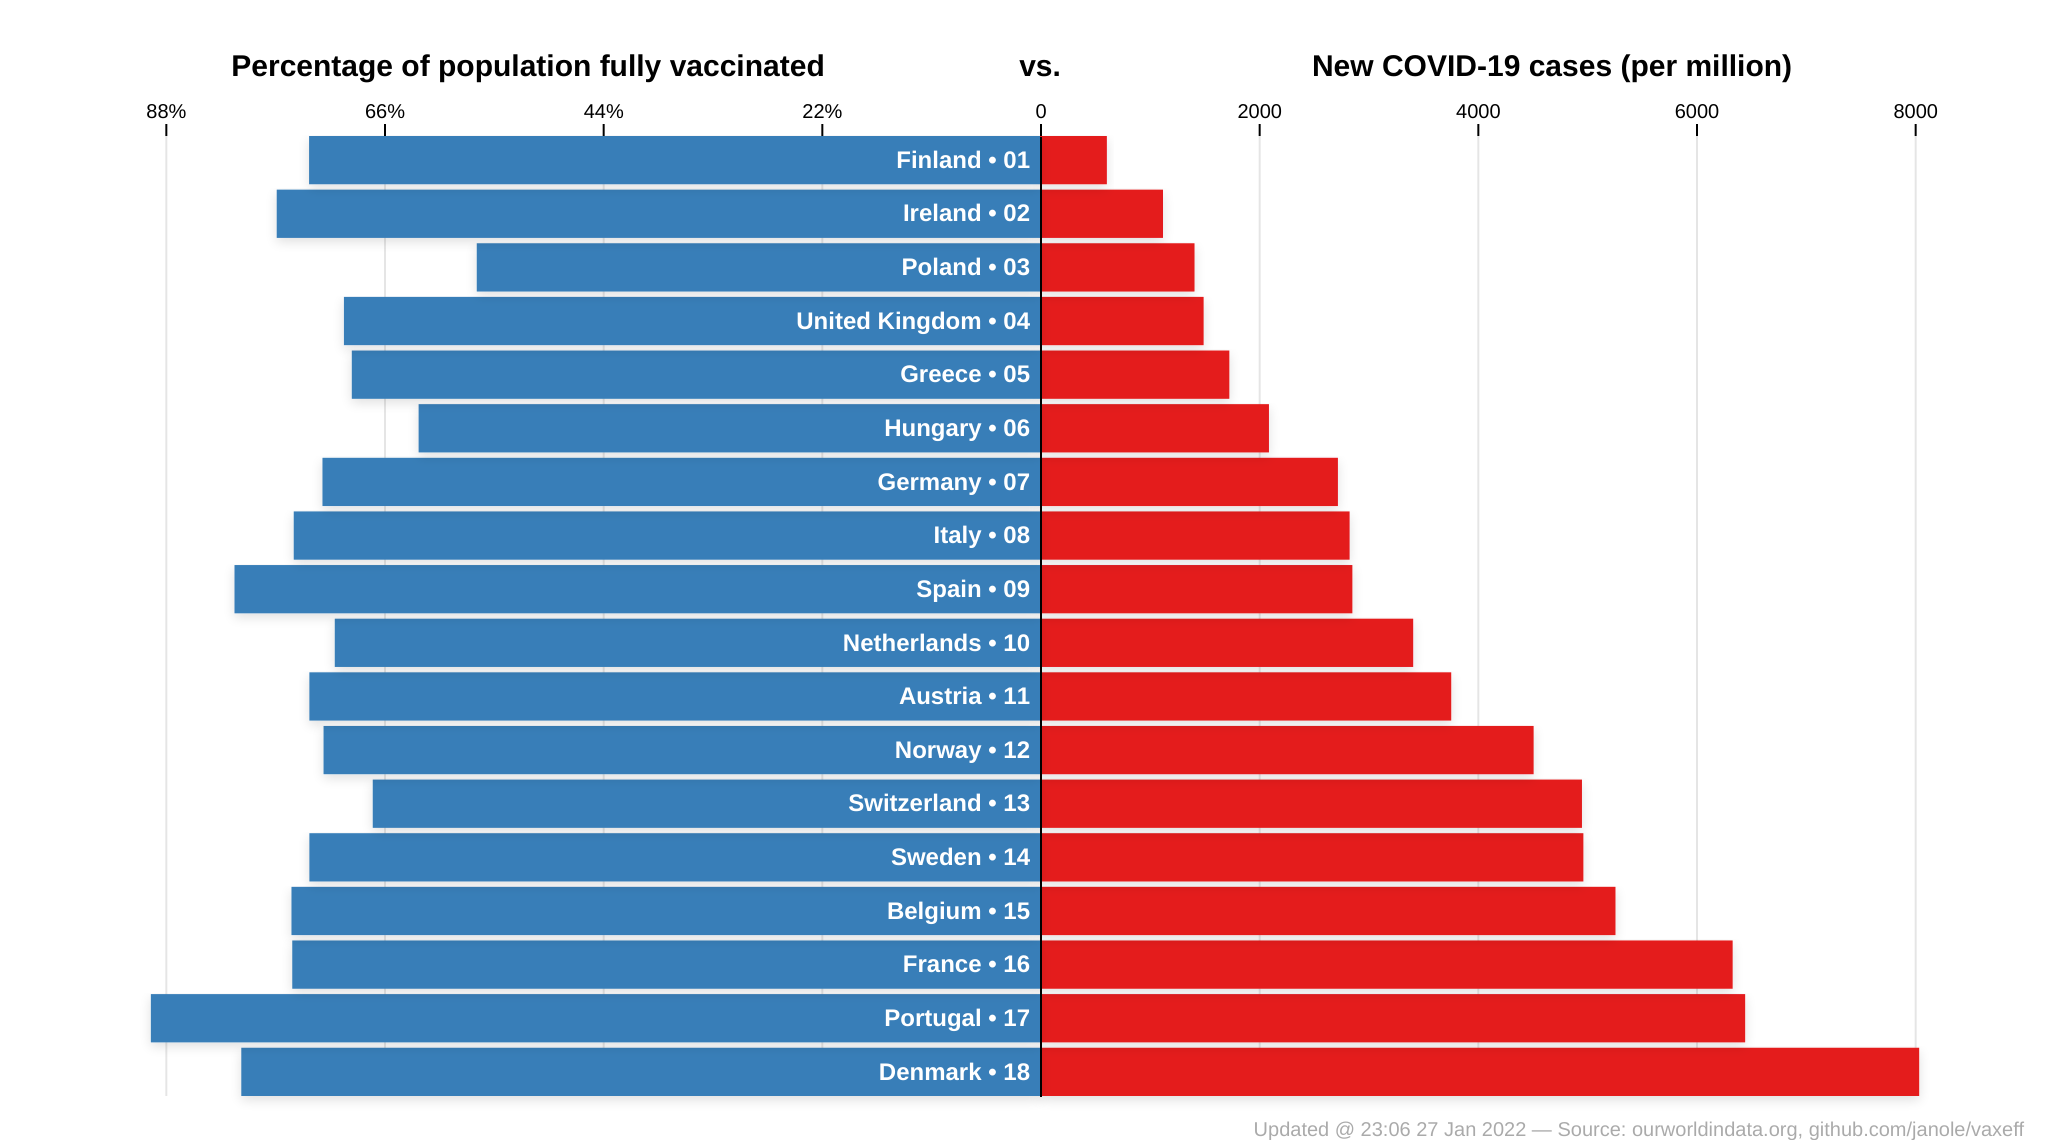 Percentage of population fully vaccinated vs. New COVID-19 cases (per million)
88% 66% 44% 22% 0 2000 4000 6000 8000
Finland • 01
Ireland • 02
Poland • 03
United Kingdom • 04
Greece • 05
Hungary • 06
Germany • 07
Italy • 08
Spain • 09
Netherlands • 10
Austria • 11
Norway • 12
Switzerland • 13
Sweden • 14
Belgium • 15
France • 16
Portugal • 17
Denmark • 18
Updated @ 23:06 27 Jan 2022 — Source: ourworldindata.org, github.com/janole/vaxeff